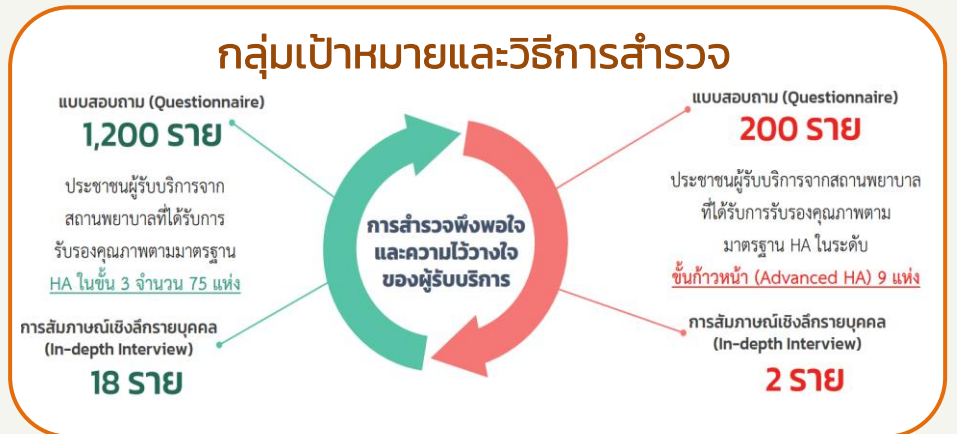 กลุ่มเป้าหมายและวิธีการสำรวจ
แบบสอบถาม (Questionnaire)
1,200 ราย
ประชาชนผู้รับบริการจาก
สถานพยาบาลที่ได้รับการ
รับรองคุณภาพตามมาตรฐาน
HA ในขั้น 3 จำนวน 75 แห่ง
การสัมภาษณ์เชิงลึกรายบุคคล
(In-depth Interview)
18 ราย
การสำรวจพึงพอใจ
และความไว้วางใจ
ของผู้รับบริการ
แบบสอบถาม (Questionnaire)
200 ราย
ประชาชนผู้รับบริการจากสถานพยาบาล
ที่ได้รับการรับรองคุณภาพตาม
มาตรฐาน HA ในระดับ
ขั้นก้าวหน้า (Advanced HA) 9 แห่ง
การสัมภาษณ์เชิงลึกรายบุคคล
(In-depth Interview)
2 ราย